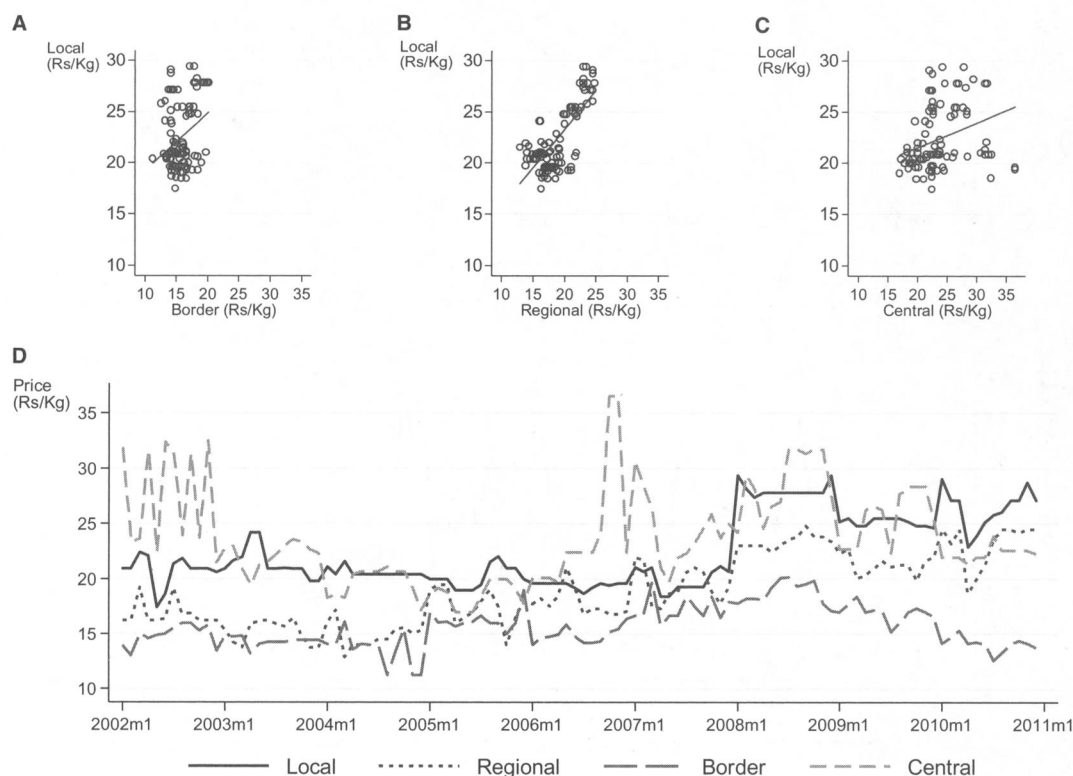 A
Local
(Rs/Kg)
30
25
20
15
10
10 15 20 25 30 35
Border (Rs/Kg)
B
Local
(Rs/Kg)
30
25
20
15
10
10 15 20 25 30 35
Regional (Rs/Kg)
C
Local
(Rs/Kg)
30
25
20
15
10
10 15 20 25 30 35
Central (Rs/Kg)
D
Price
(Rs/Kg)
35
30
25
20
15
10
2002m1 2003m1 2004m1 2005m1 2006m1 2007m1 2008m1 2009m1 2010m1 2011m1
Local Regional Border Central